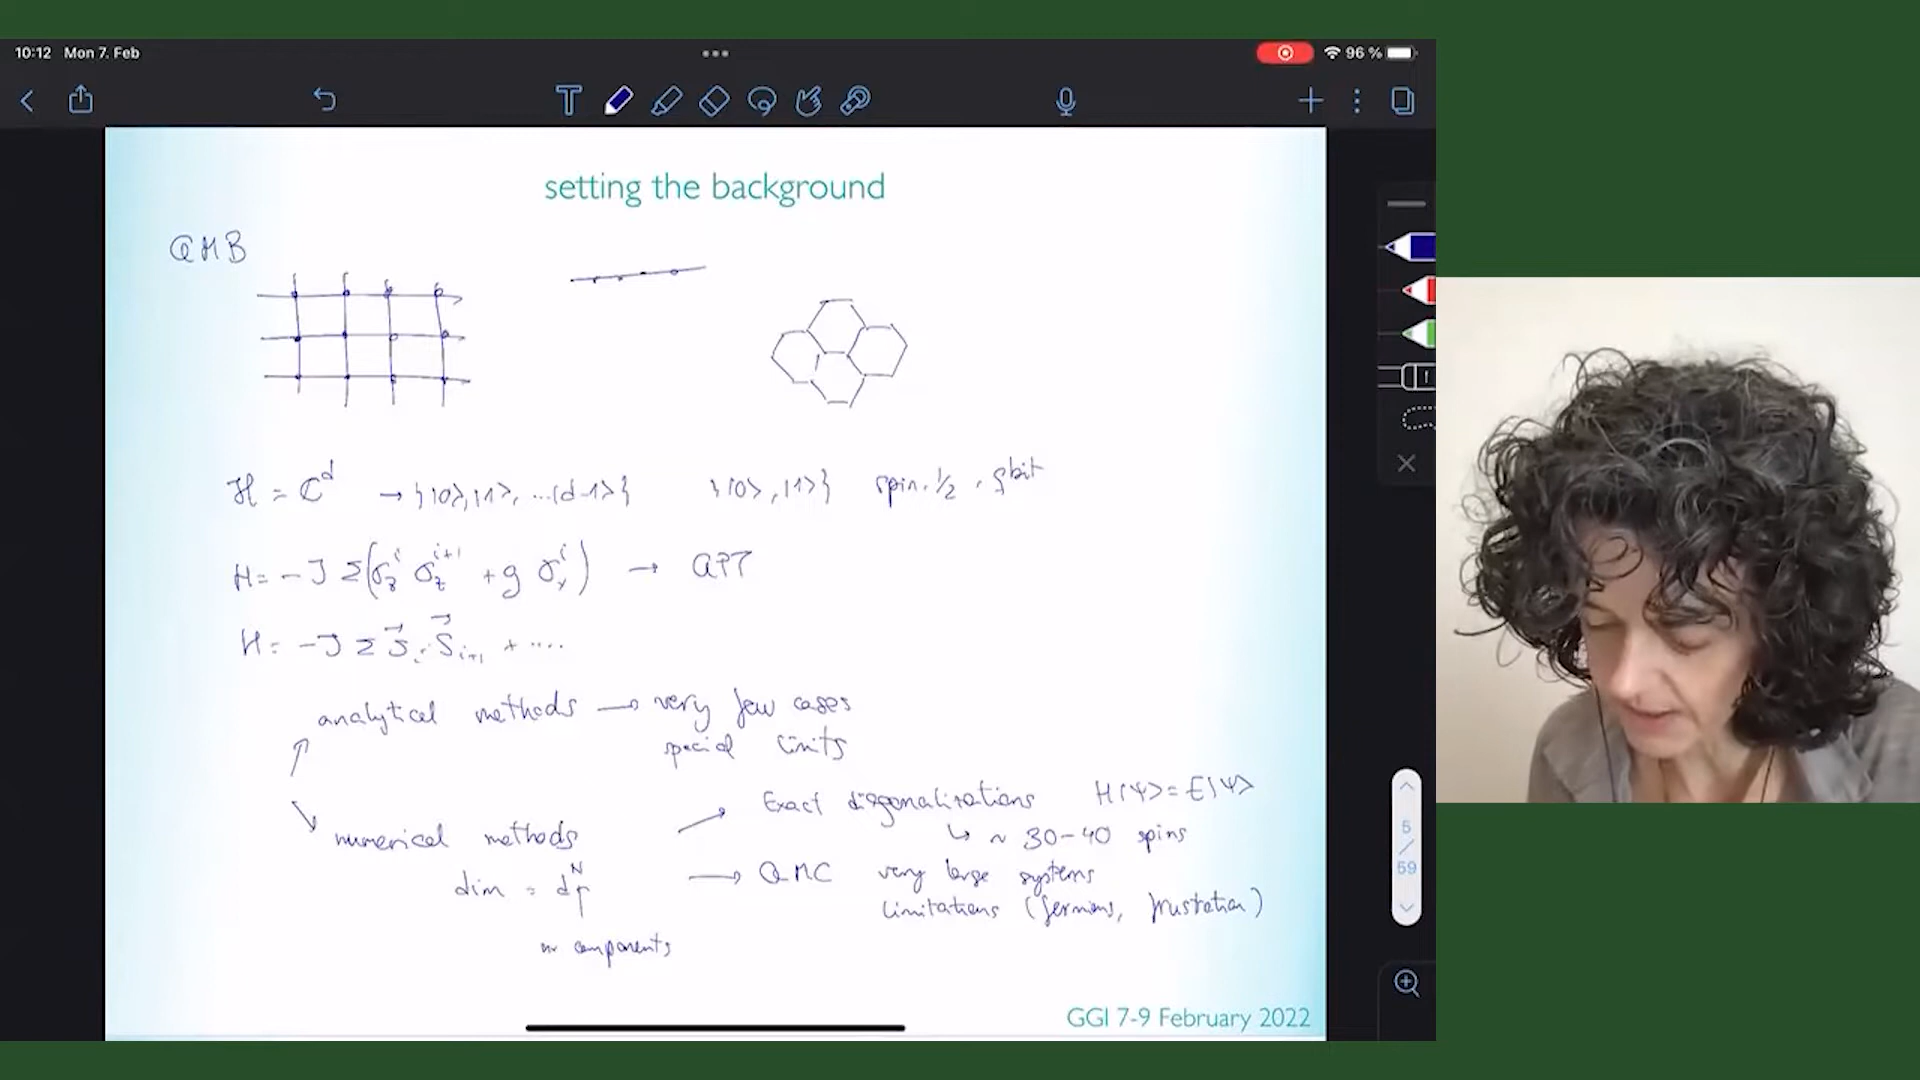 10:12 Mon 7. Feb
96 %
setting the background
QMB
H = ℂ^d → {|0>, |1>, ... |d-1>} {|0>, |1>} spin 1/2, qbit
H = -J Σ(σ_z^i σ_z^{i+1} + g σ_x^i) → QPT
H = -J Σ S⃗_i · S⃗_{i+1} + ....
analytical methods → very few cases
special limits
Exact diagonalizations H|Ψ> = E|Ψ>
↳ ~ 30-40 spins
numerical methods
QMC very large systems
dim = d^N
limitations (fermions, frustration)
components
5
/
59
GGI 7-9 February 2022